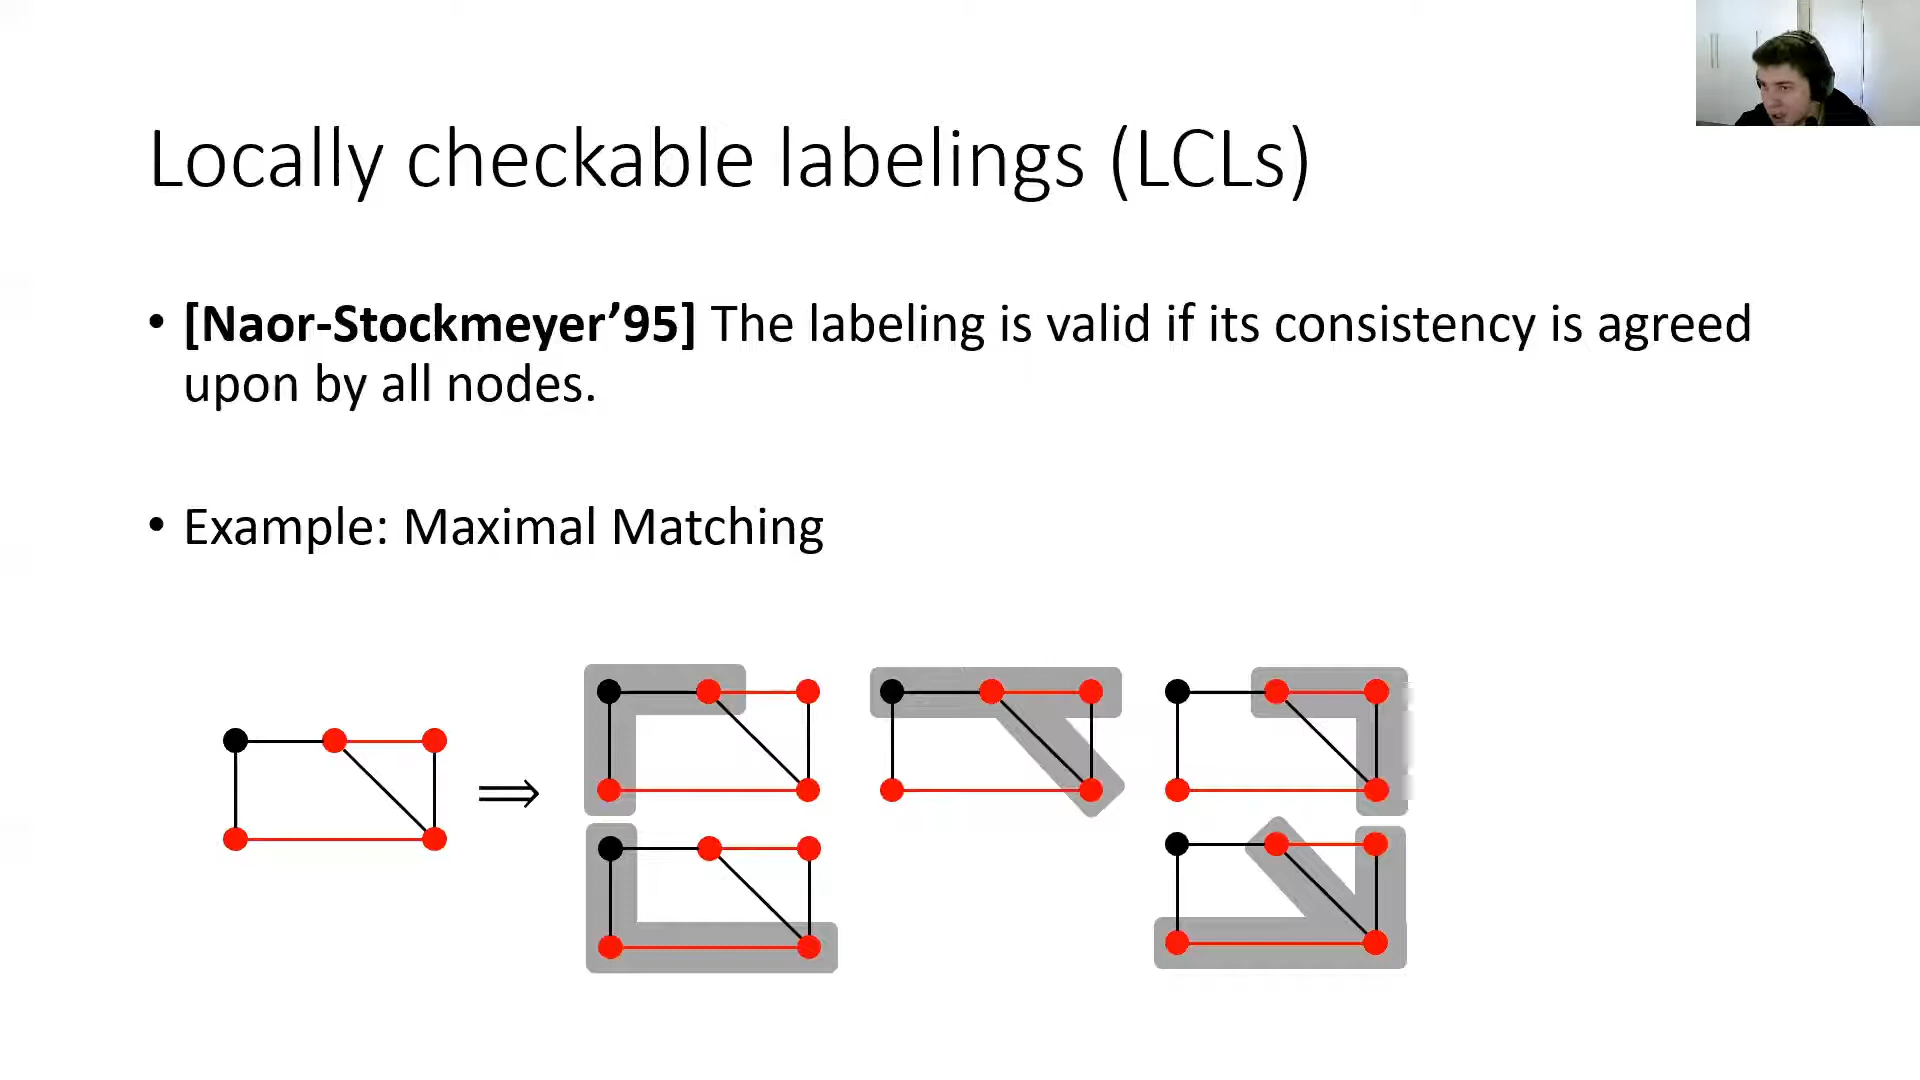 Locally checkable labelings (LCLs)
• [Naor-Stockmeyer’95] The labeling is valid if its consistency is agreed
upon by all nodes.
• Example: Maximal Matching